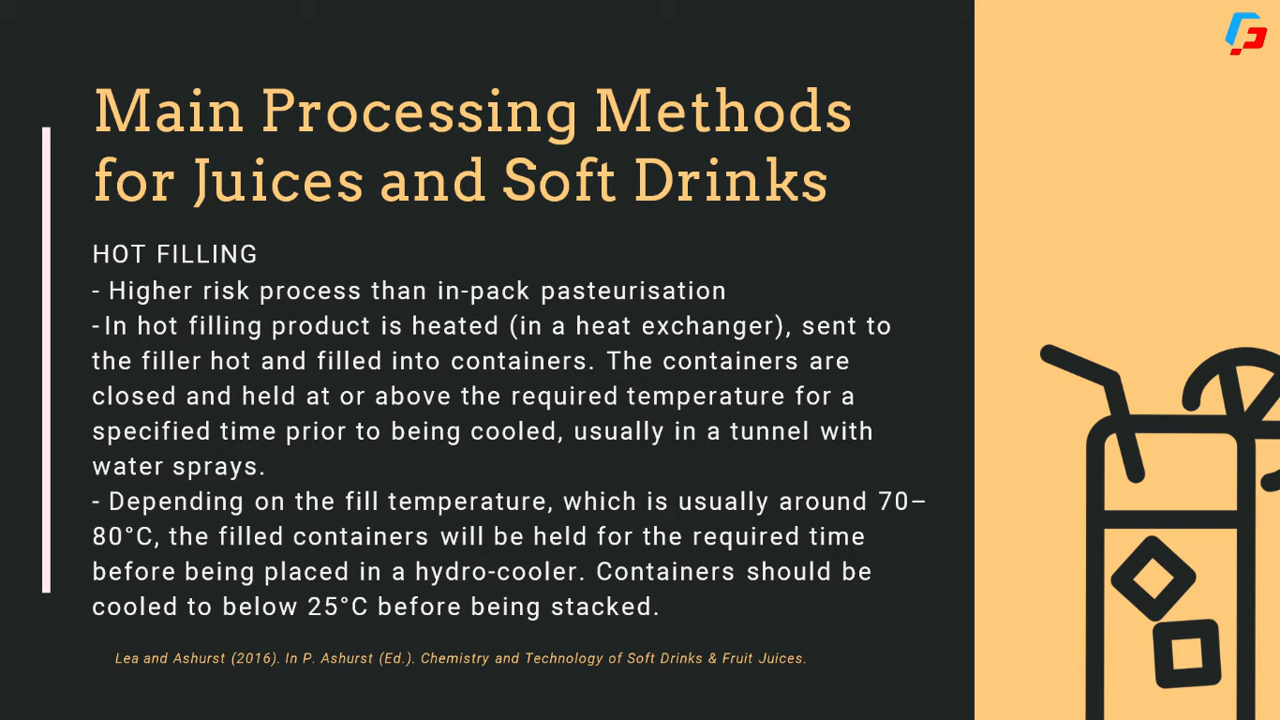 Main Processing Methods
for Juices and Soft Drinks
HOT FILLING
- Higher risk process than in-pack pasteurisation
- In hot filling product is heated (in a heat exchanger), sent to
the filler hot and filled into containers. The containers are
closed and held at or above the required temperature for a
specified time prior to being cooled, usually in a tunnel with
water sprays.
- Depending on the fill temperature, which is usually around 70–
80°C, the filled containers will be held for the required time
before being placed in a hydro-cooler. Containers should be
cooled to below 25°C before being stacked.
Lea and Ashurst (2016). In P. Ashurst (Ed.). Chemistry and Technology of Soft Drinks & Fruit Juices.